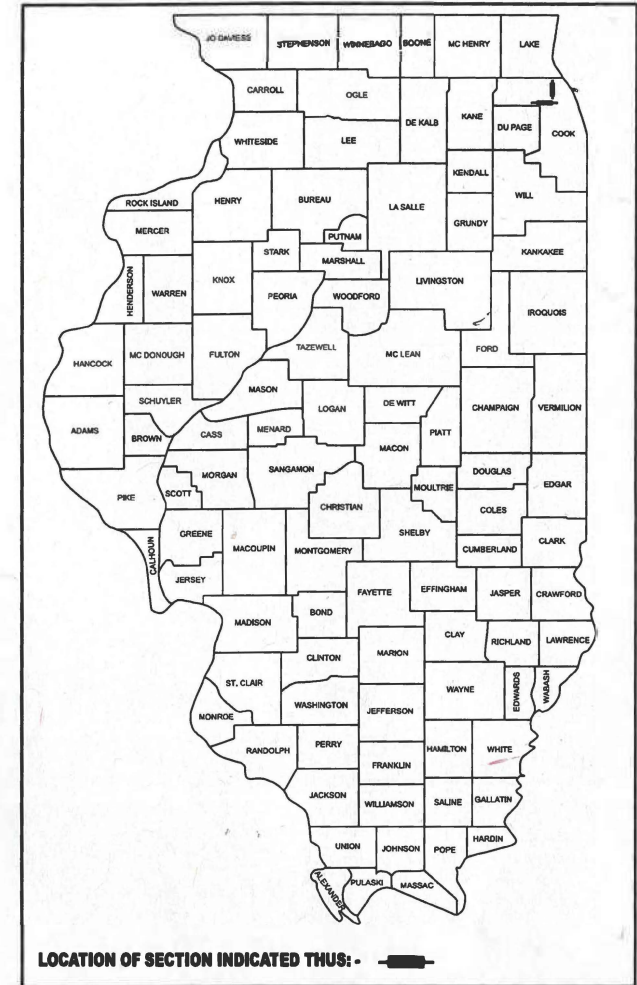 JO DAVIESS STEPHENSON WINNEBAGO BOONE MC HENRY LAKE
CARROLL OGLE DE KALB KANE DU PAGE COOK
WHITESIDE LEE
KENDALL
ROCK ISLAND HENRY BUREAU LA SALLE WILL
MERCER PUTNAM GRUNDY
STARK MARSHALL KANKAKEE
HENDERSON WARREN KNOX PEORIA WOODFORD LIVINGSTON
IROQUOIS
HANCOCK MC DONOUGH FULTON TAZEWELL MC LEAN FORD
MASON
SCHUYLER LOGAN DE WITT CHAMPAIGN VERMILION
ADAMS BROWN CASS MENARD MACON PIATT
PIKE SCOTT MORGAN SANGAMON MOULTRIE DOUGLAS EDGAR
CHRISTIAN COLES
CALHOUN GREENE MACOUPIN MONTGOMERY SHELBY CUMBERLAND CLARK
JERSEY FAYETTE EFFINGHAM JASPER CRAWFORD
MADISON BOND
CLAY RICHLAND LAWRENCE
CLINTON MARION
ST. CLAIR WAYNE EDWARDS WABASH
MONROE WASHINGTON JEFFERSON
RANDOLPH PERRY HAMILTON WHITE
FRANKLIN
JACKSON WILLIAMSON SALINE GALLATIN
UNION JOHNSON POPE HARDIN
ALEXANDER PULASKI MASSAC
LOCATION OF SECTION INDICATED THUS: -